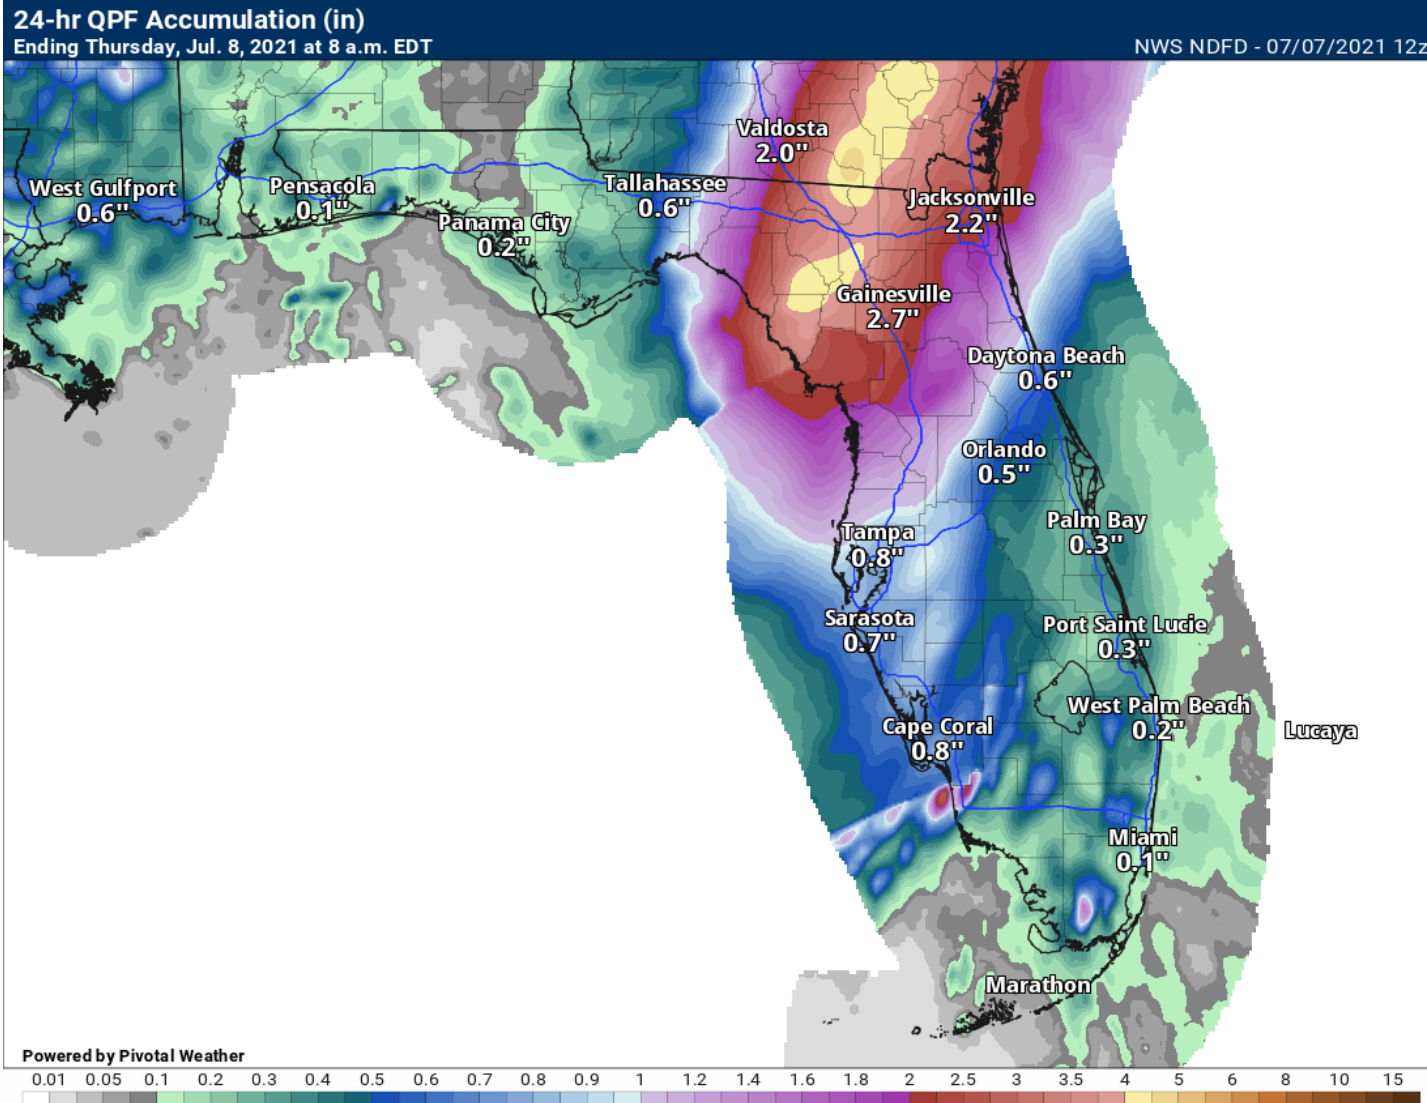 24-hr QPF Accumulation (in)
Ending Thursday, Jul. 8, 2021 at 8 a.m. EDT
NWS NDFD - 07/07/2021 12z
Valdosta
2.0"
West Gulfport
0.6"
Pensacola
0.1"
Tallahassee
0.6"
Jacksonville
2.2"
Panama City
0.2"
Gainesville
2.7"
Daytona Beach
0.6"
Orlando
0.5"
Palm Bay
0.3"
Tampa
0.8"
Sarasota
0.7"
Port Saint Lucie
0.3"
West Palm Beach
0.2"
Cape Coral
0.8"
Lucaya
Miami
0.1"
Marathon
Powered by Pivotal Weather
0.01 0.05 0.1 0.2 0.3 0.4 0.5 0.6 0.7 0.8 0.9 1 1.2 1.4 1.6 1.8 2 2.5 3 3.5 4 5 6 8 10 15